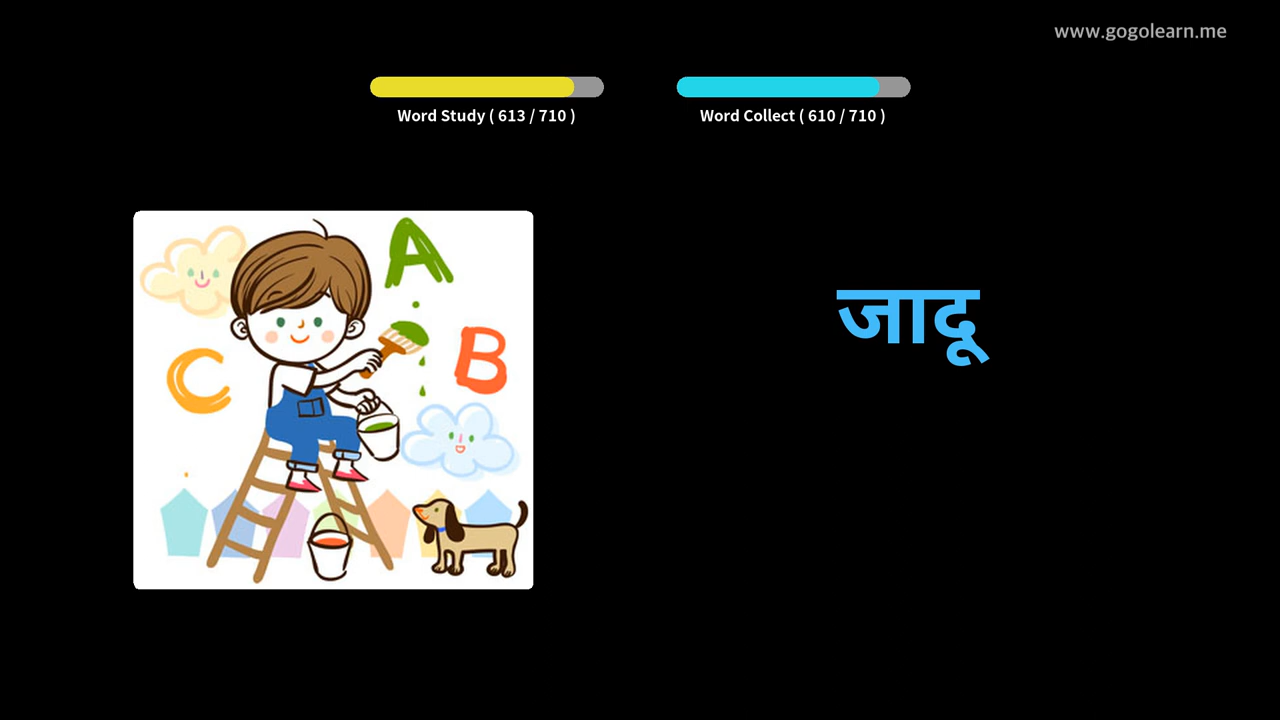 www.gogolearn.me
Word Study ( 613 / 710 )
Word Collect ( 610 / 710 )
A
B
C
जादू